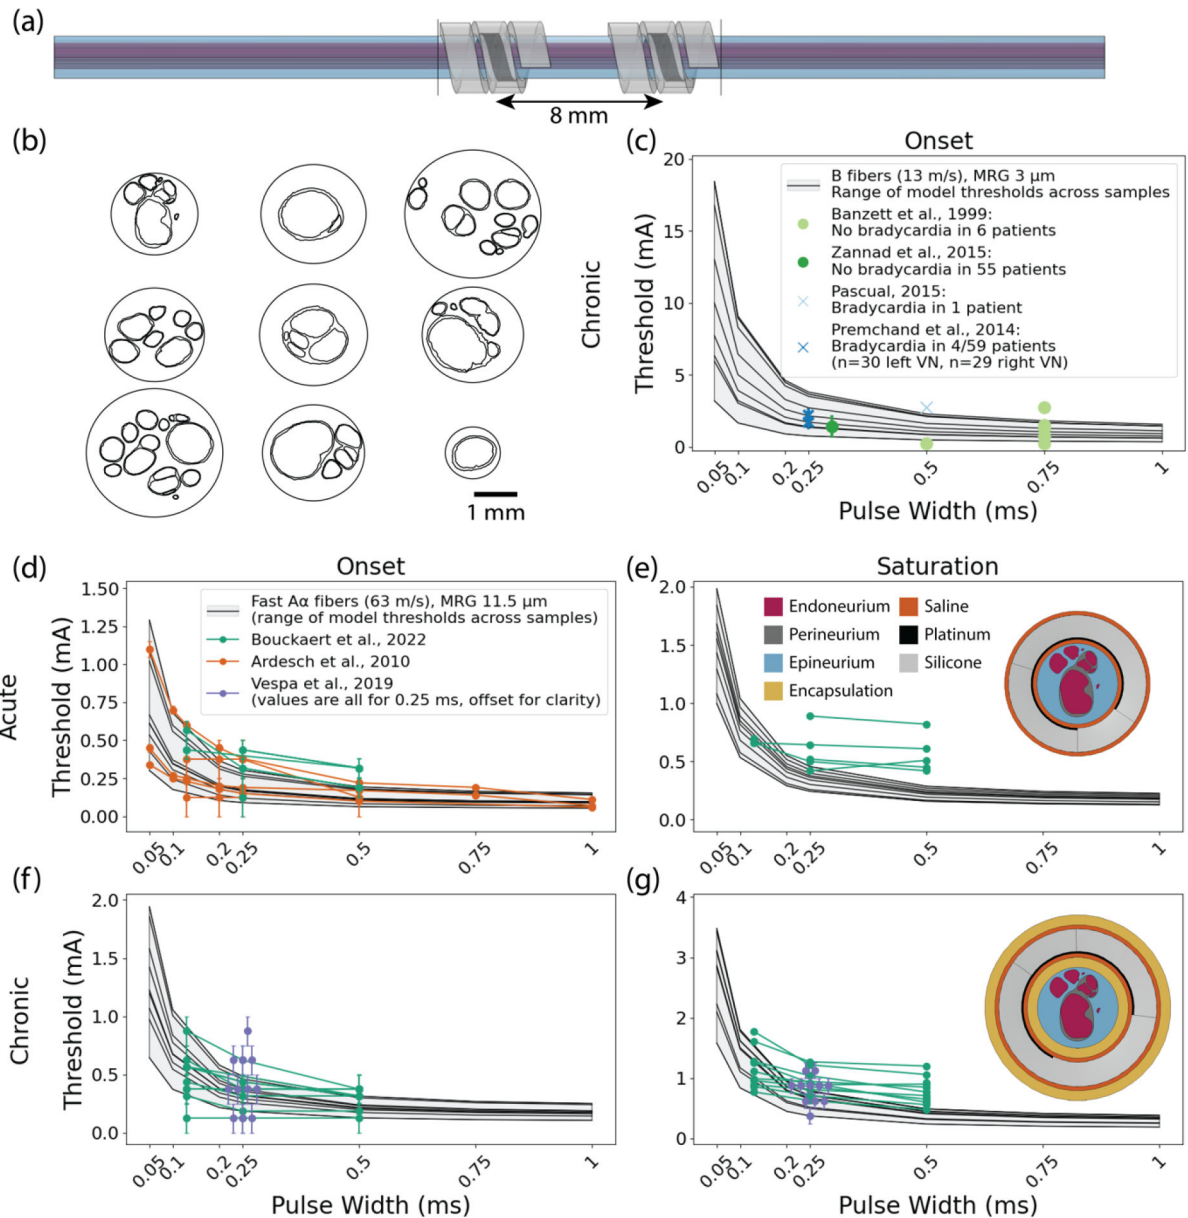 (a)
8 mm
(b)
1 mm
(c)
Onset
Chronic
Threshold (mA)
20
15
10
5
0
B fibers (13 m/s), MRG 3 μm
Range of model thresholds across samples
Banzett et al., 1999:
No bradycardia in 6 patients
Zannad et al., 2015:
No bradycardia in 55 patients
Pascual, 2015:
Bradycardia in 1 patient
Premchand et al., 2014:
Bradycardia in 4/59 patients
(n=30 left VN, n=29 right VN)
0.05 0.1 0.2 0.25 0.5 0.75 1
Pulse Width (ms)
(d)
Onset
Acute
Threshold (mA)
1.50
1.25
1.00
0.75
0.50
0.25
0.00
Fast Aα fibers (63 m/s), MRG 11.5 μm
(range of model thresholds across samples)
Bouckaert et al., 2022
Ardesch et al., 2010
Vespa et al., 2019
(values are all for 0.25 ms, offset for clarity)
0.05 0.1 0.2 0.25 0.5 0.75 1
(e)
Saturation
2.0
1.5
1.0
0.5
0.0
Endoneurium
Perineurium
Epineurium
Encapsulation
Saline
Platinum
Silicone
0.05 0.1 0.2 0.25 0.5 0.75 1
(f)
Chronic
Threshold (mA)
2.0
1.5
1.0
0.5
0.0
0.05 0.1 0.2 0.25 0.5 0.75 1
Pulse Width (ms)
(g)
4
3
2
1
0
0.05 0.1 0.2 0.25 0.5 0.75 1
Pulse Width (ms)